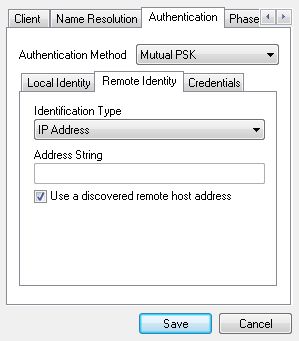 Client Name Resolution Authentication Phase
Authentication Method Mutual PSK
Local Identity Remote Identity Credentials
Identification Type
IP Address
Address String
Use a discovered remote host address
Save Cancel